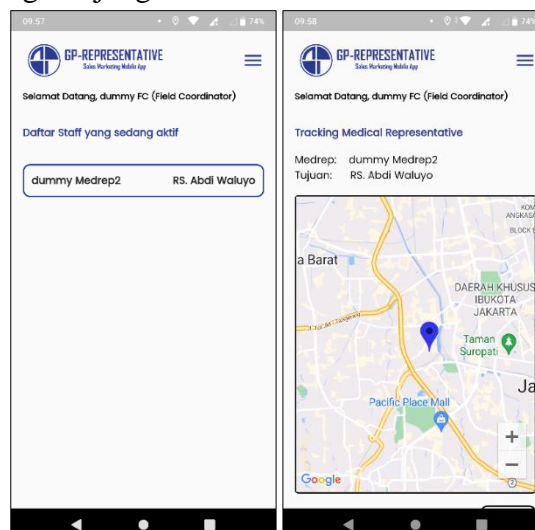 09.57
74%
GP-REPRESENTATIVE
Sales Marketing Mobile App
Selamat Datang, dummy FC (Field Coordinator)
Daftar Staff yang sedang aktif
dummy Medrep2 RS. Abdi Waluyo
09.58
74%
GP-REPRESENTATIVE
Sales Marketing Mobile App
Selamat Datang, dummy FC (Field Coordinator)
Tracking Medical Representative
Medrep: dummy Medrep2
Tujuan: RS. Abdi Waluyo
a Barat
DAERAH KHUSUS
IBUKOTA
JAKARTA
Taman
Suropati
Ja
Pacific Place Mall
+
−
Google